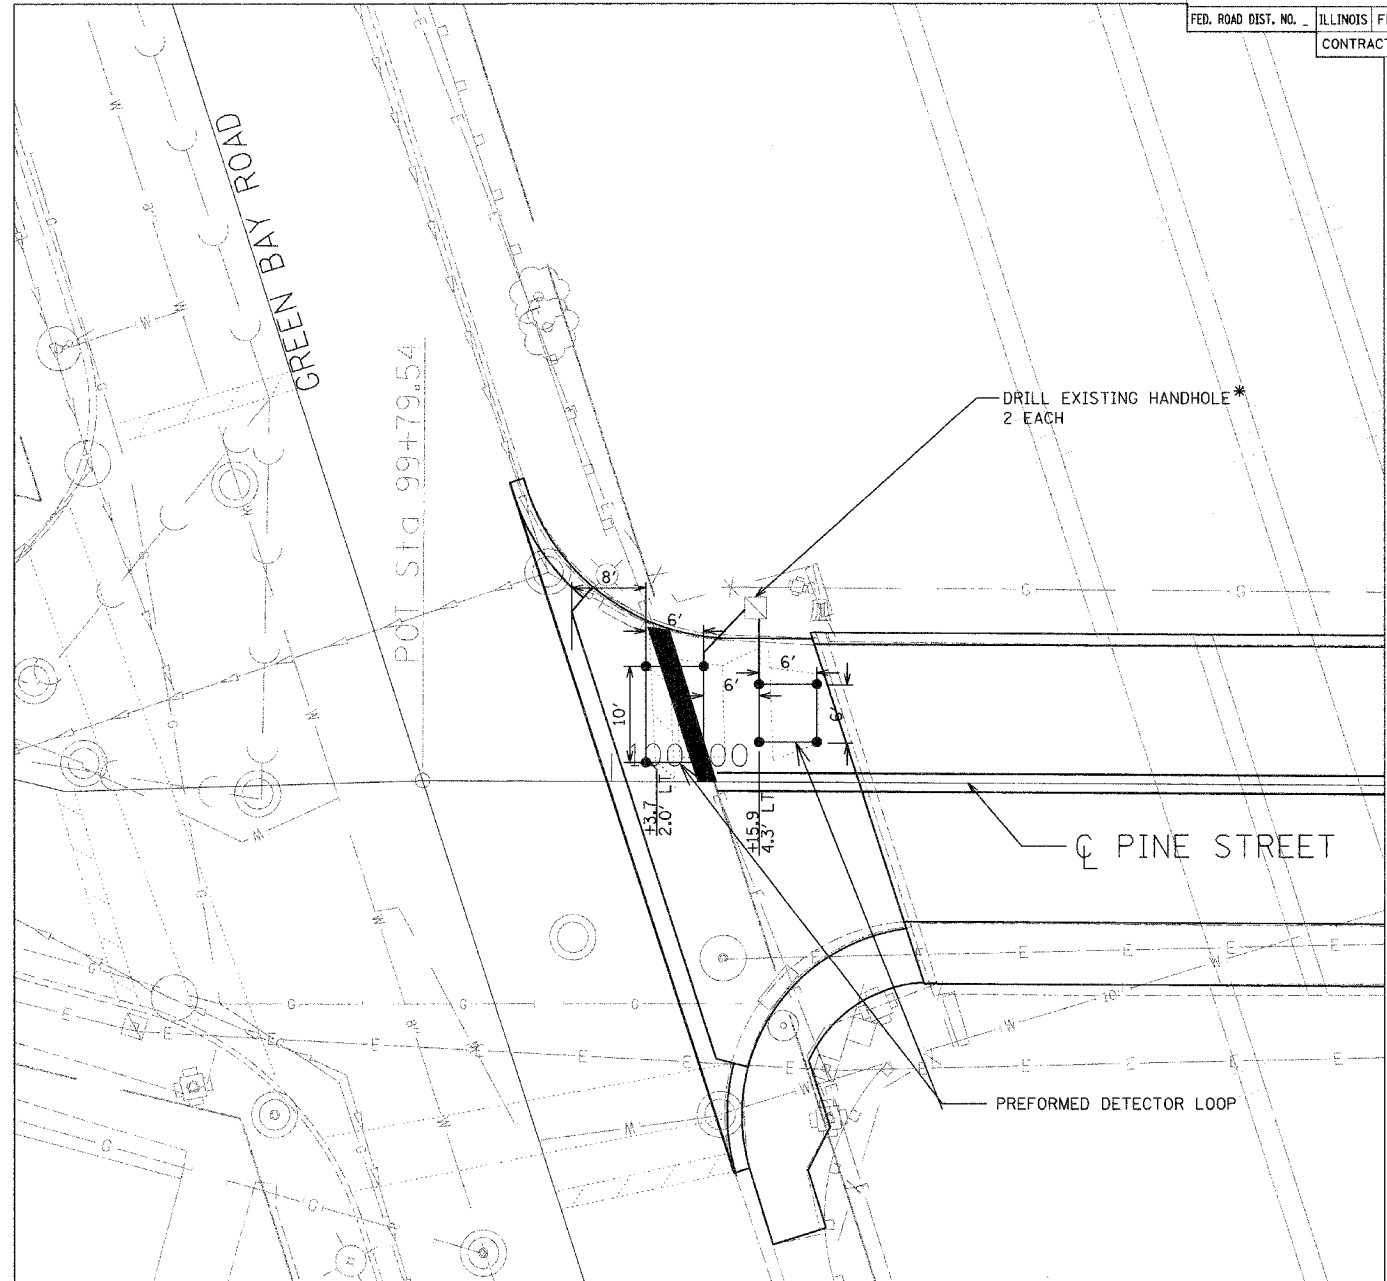 FED. ROAD DIST. NO. _ ILLINOIS
CONTRACT
GREEN BAY ROAD
POT Sta 99+79.54
DRILL EXISTING HANDHOLE*
2 EACH
8'
6'
6'
6'
10'
6'
100+00
+3.7
2.0' LT
+15.9
4.3' LT
℄ PINE STREET
PREFORMED DETECTOR LOOP
G G
E E E E
W
10"
G G G
E E E E E E E E
W
8"